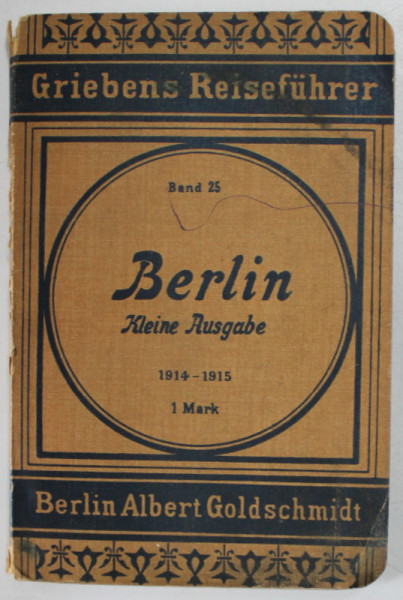 Griebens Reiseführer
Band 25
Berlin
Kleine Ausgabe
1914-1915
1 Mark
Berlin Albert Goldschmidt